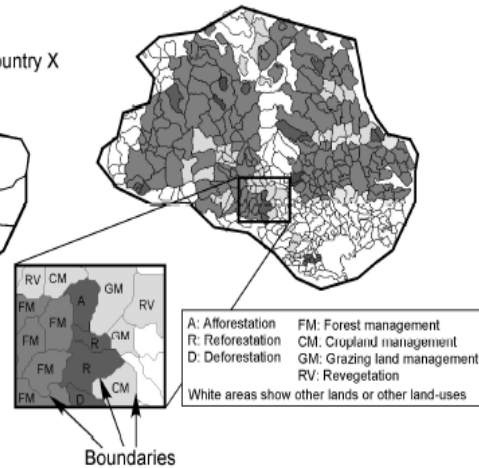 ountry X
RV CM GM
A RV
FM
FM FM
R GM
FM R
CM
FM D
A: Afforestation FM: Forest management
R: Reforestation CM: Cropland management
D: Deforestation GM: Grazing land management
RV: Revegetation
White areas show other lands or other land-uses
Boundaries